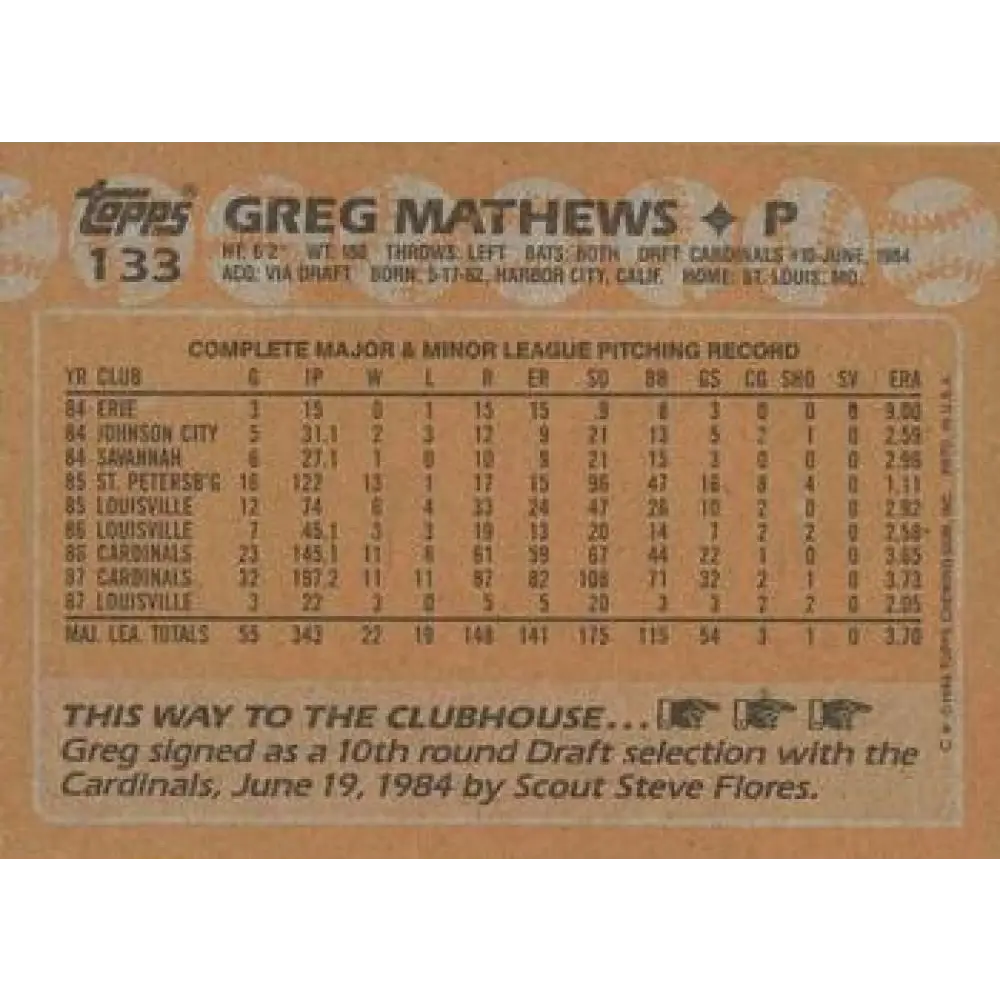 Topps® GREG MATHEWS ✦ P
133 HT. 6'2" WT. 180 THROWS: LEFT BATS: BOTH DRFT CARDINALS #10-JUNE, 1984
ACQ: VIA DRAFT BORN: 5-17-62, HARBOR CITY, CALIF. HOME: ST. LOUIS, MO.
COMPLETE MAJOR & MINOR LEAGUE PITCHING RECORD
YR CLUB G IP W L R ER SO BB GS CG SHO SV ERA
84 ERIE 3 15 0 1 15 15 9 8 3 0 0 0 9.00
84 JOHNSON CITY 5 31.1 2 3 12 9 21 13 5 2 1 0 2.59
84 SAVANNAH 6 27.1 1 0 10 9 21 15 3 0 0 0 2.96
85 ST. PETERSB'G 16 122 13 1 17 15 96 47 16 8 4 0 1.11
85 LOUISVILLE 12 74 6 4 33 24 47 26 10 2 0 0 2.92
86 LOUISVILLE 7 45.1 3 3 19 13 20 14 7 2 2 0 2.58
86 CARDINALS 23 145.1 11 8 61 59 67 44 22 1 0 0 3.65
87 CARDINALS 32 197.2 11 11 87 82 108 71 32 2 1 0 3.73
87 LOUISVILLE 3 22 3 0 5 5 20 3 3 2 2 0 2.05
MAJ. LEA. TOTALS 55 343 22 19 148 141 175 115 54 3 1 0 3.70
THIS WAY TO THE CLUBHOUSE...
Greg signed as a 10th round Draft selection with the
Cardinals, June 19, 1984 by Scout Steve Flores.
TOPPS CHEWING GUM, INC. PRTD. IN U.S.A.